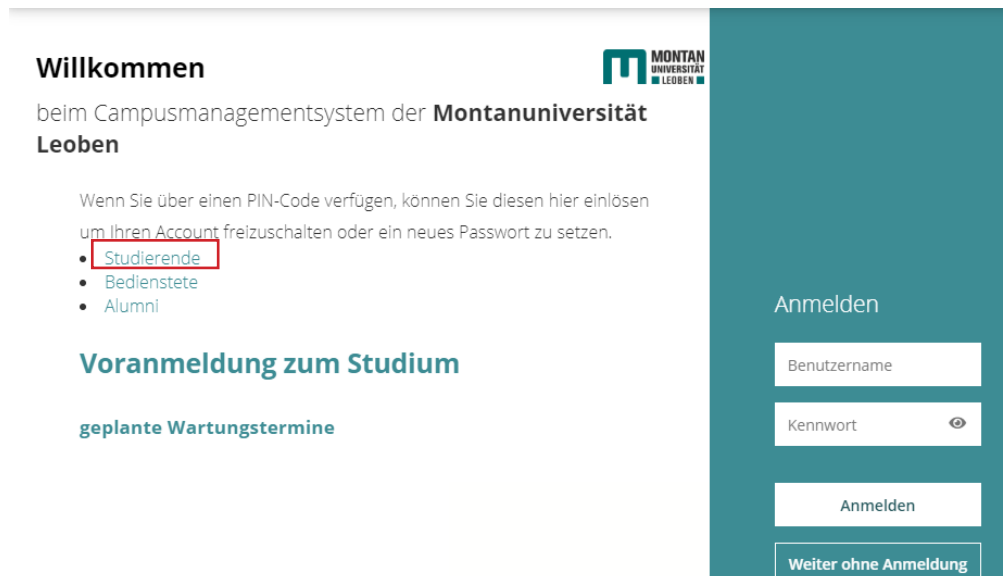 Willkommen
MONTAN
UNIVERSITÄT
LEOBEN
beim Campusmanagementsystem der Montanuniversität
Leoben
Wenn Sie über einen PIN-Code verfügen, können Sie diesen hier einlösen
um Ihren Account freizuschalten oder ein neues Passwort zu setzen.
Studierende
Bedienstete
Alumni
Voranmeldung zum Studium
geplante Wartungstermine
Anmelden
Benutzername
Kennwort
Anmelden
Weiter ohne Anmeldung